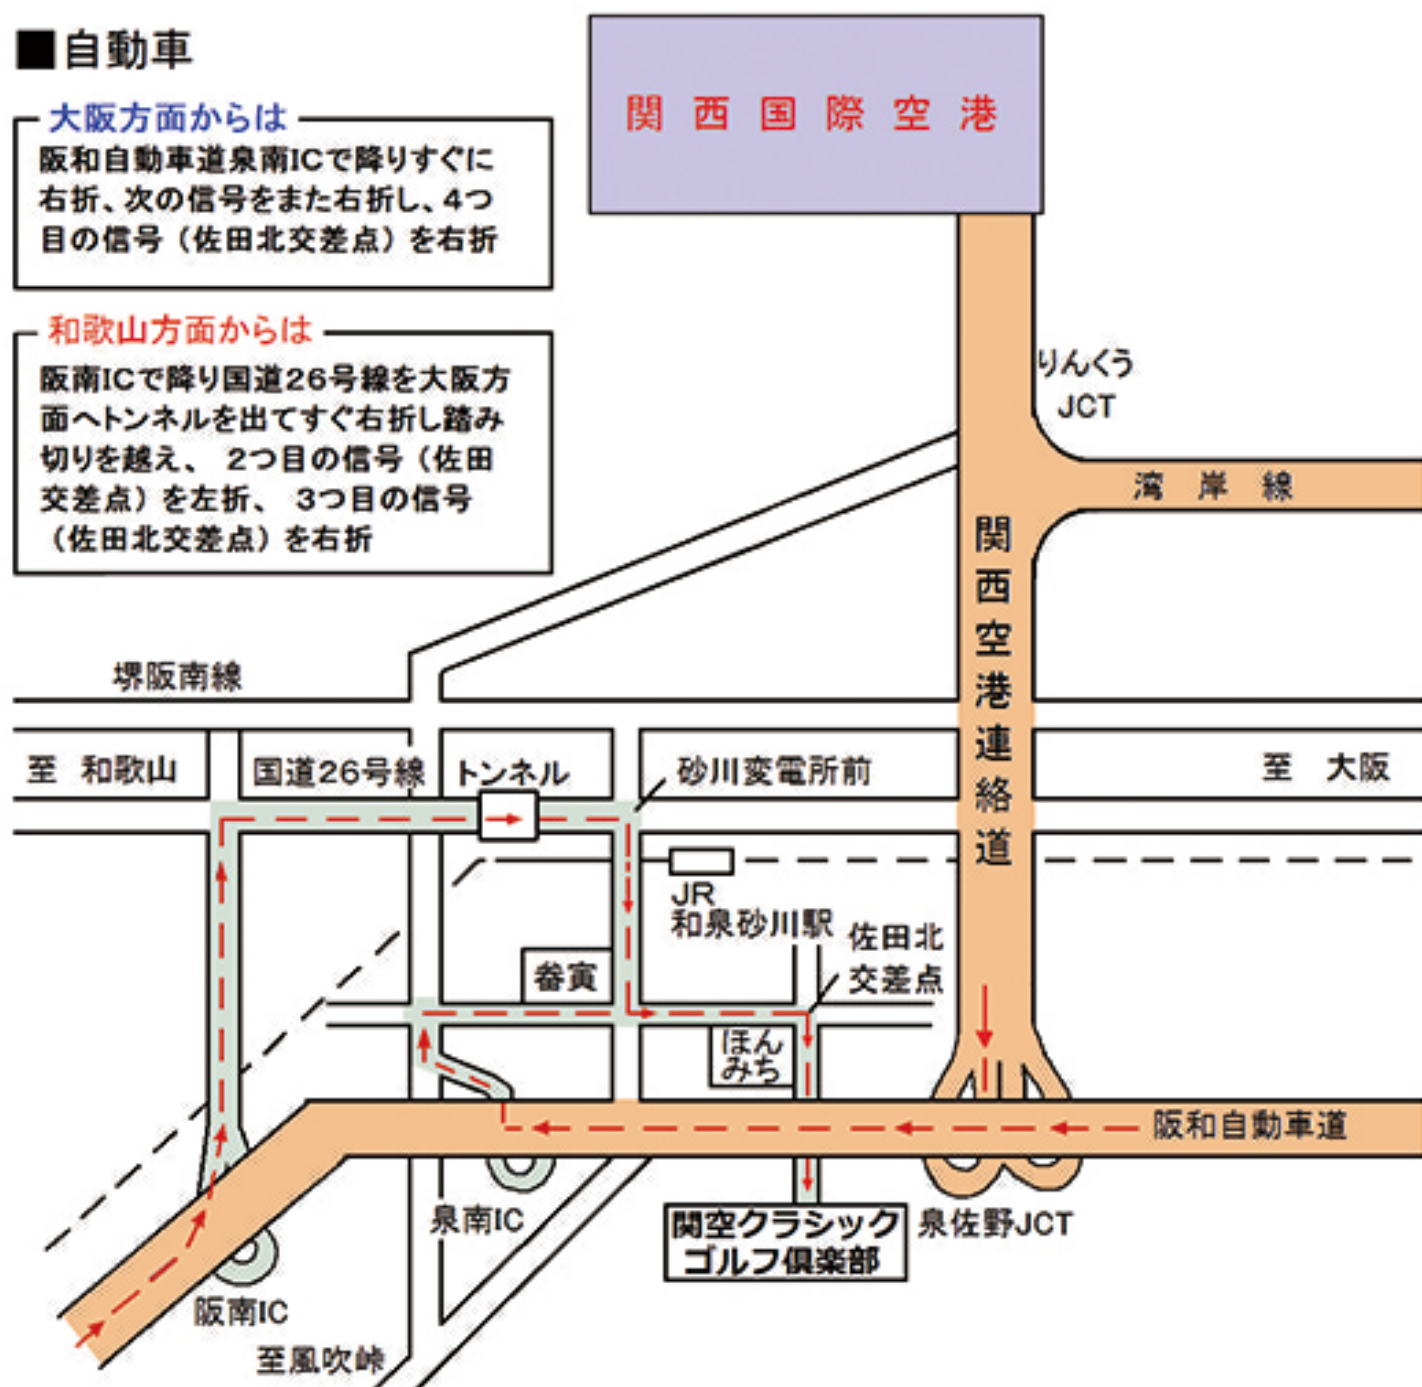 ■自動車
大阪方面からは
阪和自動車道泉南ICで降りすぐに
右折、次の信号をまた右折し、4つ
目の信号（佐田北交差点）を右折
和歌山方面からは
阪南ICで降り国道26号線を大阪方
面へトンネルを出てすぐ右折し踏み
切りを越え、 2つ目の信号（佐田
交差点）を左折、 3つ目の信号
（佐田北交差点）を右折
関西国際空港
りんくう
JCT
湾岸線
関西空港連絡道
堺阪南線
至 和歌山
国道26号線
トンネル
砂川変電所前
至 大阪
JR
和泉砂川駅
佐田北
交差点
畚寅
ほん
みち
阪和自動車道
泉南IC
関空クラシック
ゴルフ倶楽部
泉佐野JCT
阪南IC
至風吹峠